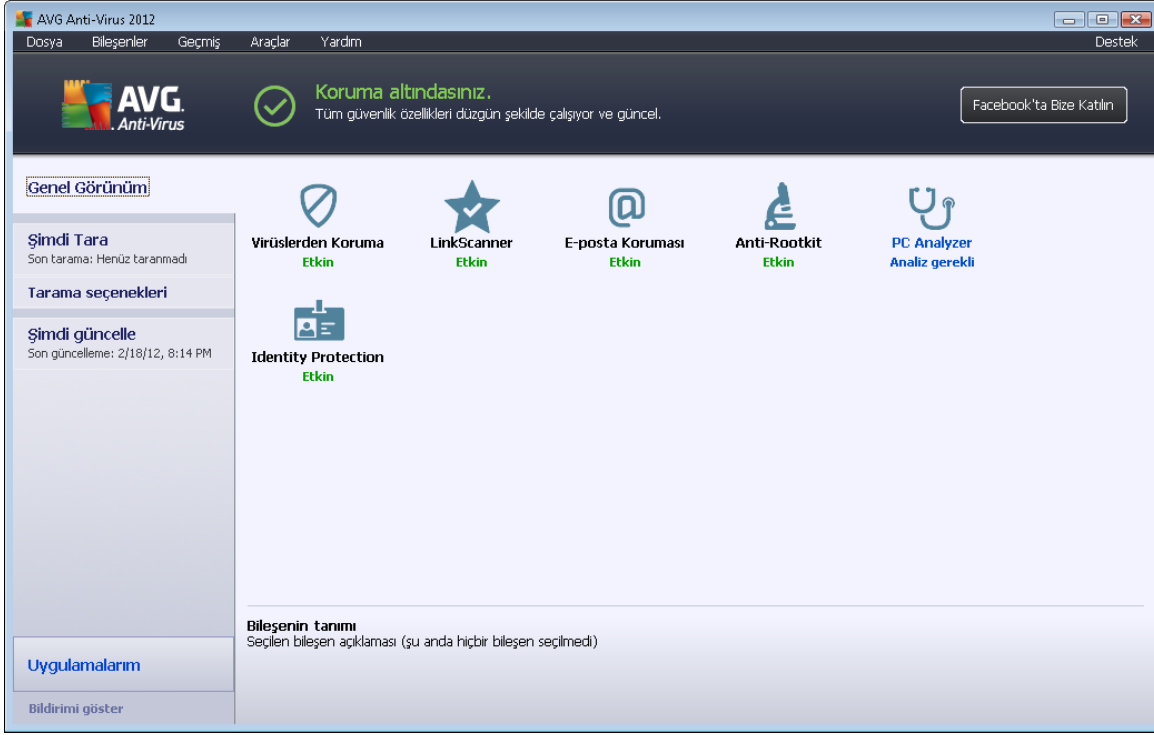 AVG Anti-Virus 2012
Dosya Bileşenler Geçmiş Araçlar Yardım Destek
AVG.
Anti-Virus
Koruma altındasınız.
Tüm güvenlik özellikleri düzgün şekilde çalışıyor ve güncel.
Facebook'ta Bize Katılın
Genel Görünüm
Şimdi Tara
Son tarama: Henüz taranmadı
Tarama seçenekleri
Şimdi güncelle
Son güncelleme: 2/18/12, 8:14 PM
Virüslerden Koruma
Etkin
LinkScanner
Etkin
E-posta Koruması
Etkin
Anti-Rootkit
Etkin
PC Analyzer
Analiz gerekli
Identity Protection
Etkin
Bileşenin tanımı
Seçilen bileşen açıklaması (şu anda hiçbir bileşen seçilmedi)
Uygulamalarım
Bildirimi göster